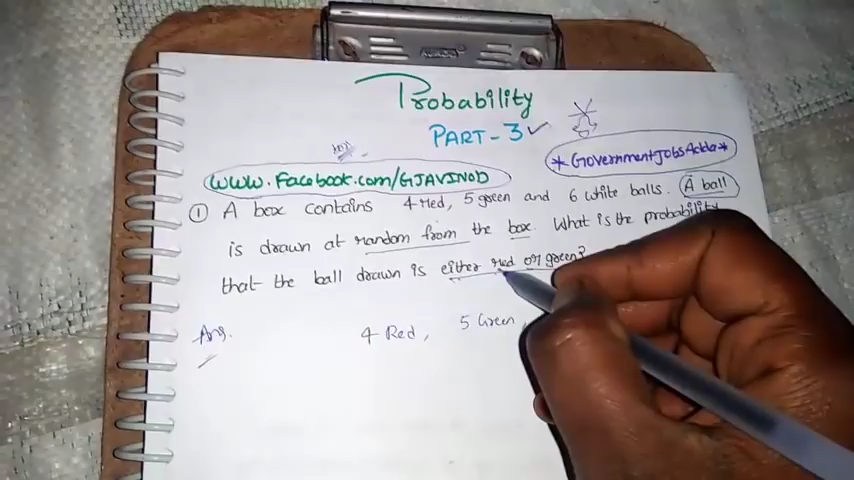 Probability
PART-3
www.Facebook.com/GJAVINOD
*GovernmentJobsAdda*
① A box contains 4 red, 5 green and 6 white balls. A ball
is drawn at random from the box. What is the probability
that the ball drawn is either red or green?
Ans.
4 Red, 5 Green,